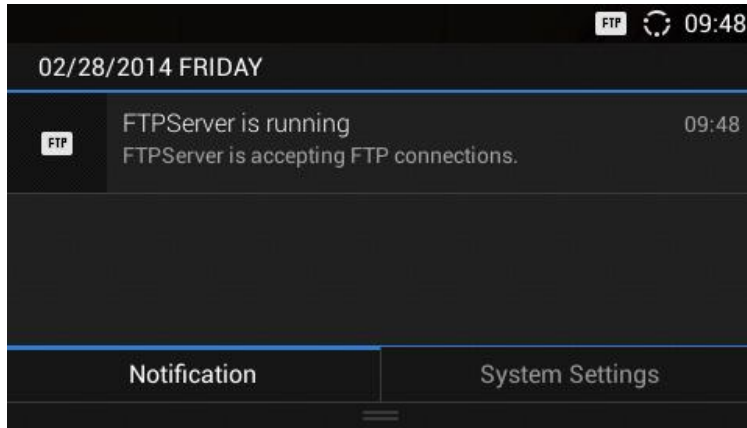 FTP 09:48
02/28/2014 FRIDAY
FTP
FTPServer is running 09:48
FTPServer is accepting FTP connections.
Notification System Settings